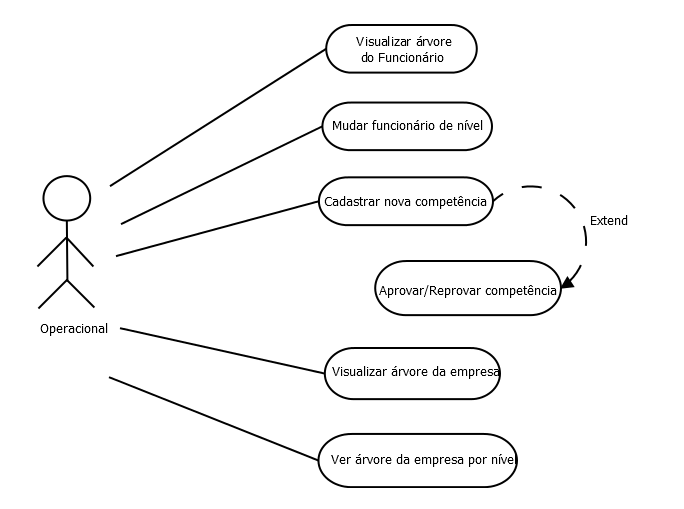 Visualizar árvore
do Funcionário
Mudar funcionário de nível
Cadastrar nova competência
Extend
Aprovar/Reprovar competência
Operacional
Visualizar árvore da empresa
Ver árvore da empresa por nível